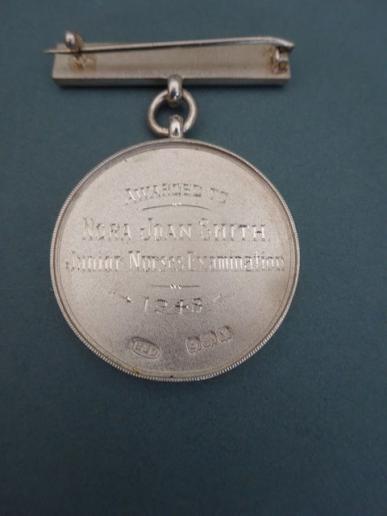 AWARDED TO
NORA JOAN SMITH.
Junior Nurses Examination
1948